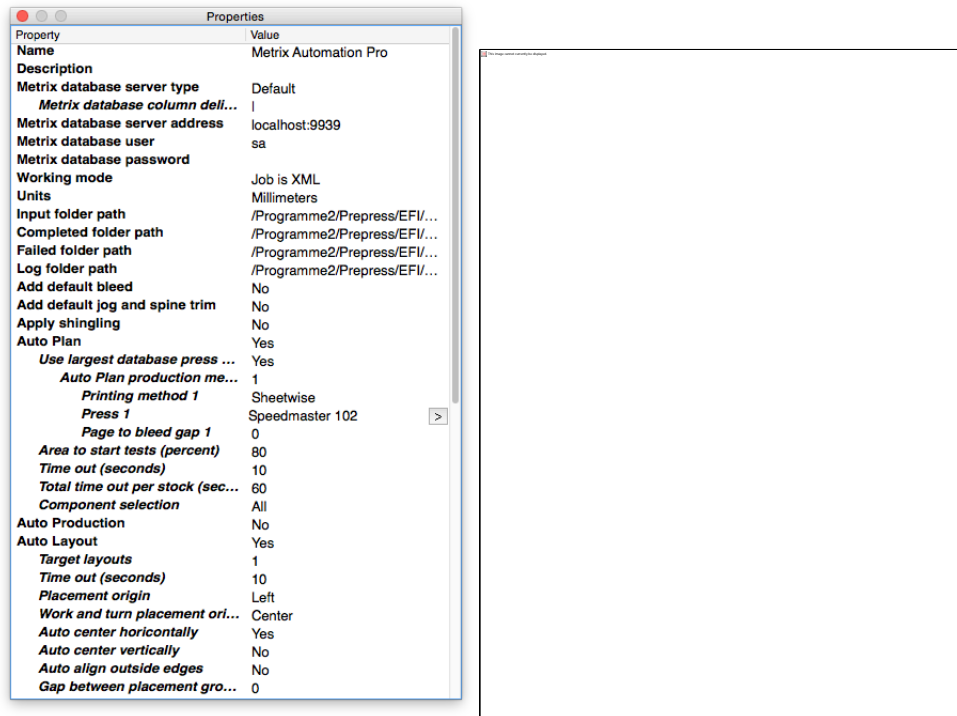 Properties
Property Value
Name Metrix Automation Pro
Description
Metrix database server type Default
Metrix database column deli... |
Metrix database server address localhost:9939
Metrix database user sa
Metrix database password
Working mode Job is XML
Units Millimeters
Input folder path /Programme2/Prepress/EFI/...
Completed folder path /Programme2/Prepress/EFI/...
Failed folder path /Programme2/Prepress/EFI/...
Log folder path /Programme2/Prepress/EFI/...
Add default bleed No
Add default jog and spine trim No
Apply shingling No
Auto Plan Yes
Use largest database press ... Yes
Auto Plan production me... 1
Printing method 1 Sheetwise
Press 1 Speedmaster 102 >
Page to bleed gap 1 0
Area to start tests (percent) 80
Time out (seconds) 10
Total time out per stock (sec... 60
Component selection All
Auto Production No
Auto Layout Yes
Target layouts 1
Time out (seconds) 10
Placement origin Left
Work and turn placement ori... Center
Auto center horicontally Yes
Auto center vertically No
Auto align outside edges No
Gap between placement gro... 0